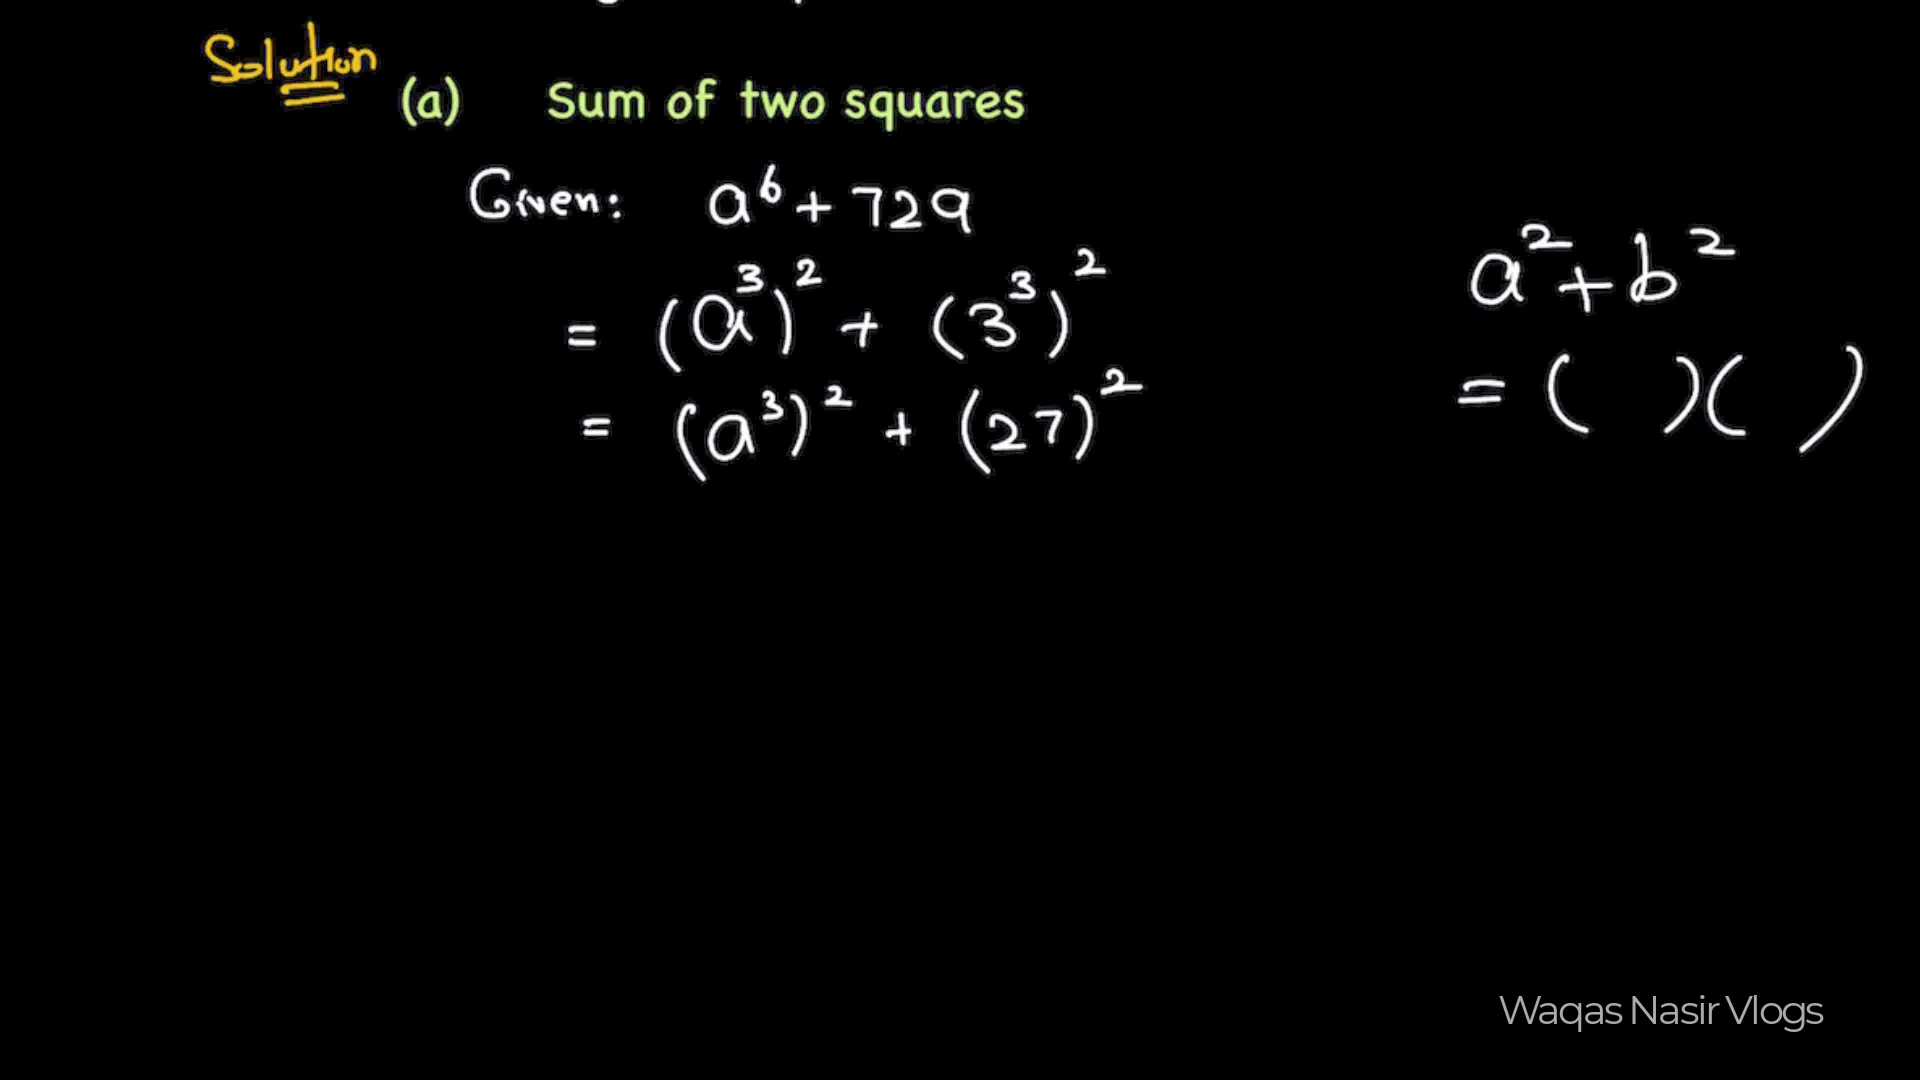 Solution
(a) Sum of two squares
Given: a⁶ + 729
= (a³)² + (3³)²
= (a³)² + (27)²
a² + b²
= ( )( )
Waqas Nasir Vlogs